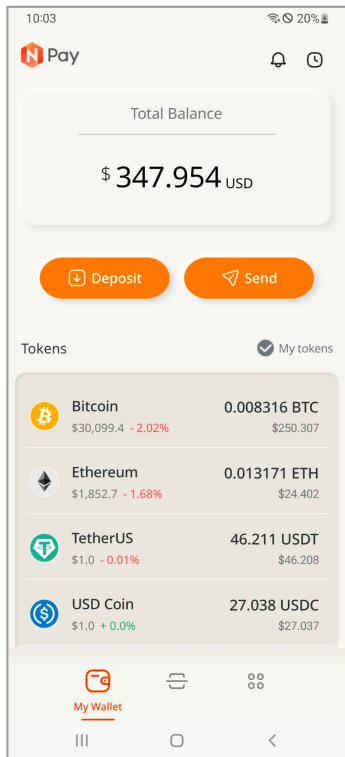 10:03 20%
N Pay
Total Balance
$ 347.954 USD
Deposit Send
Tokens My tokens
Bitcoin 0.008316 BTC
$30,099.4 - 2.02% $250.307
Ethereum 0.013171 ETH
$1,852.7 - 1.68% $24.402
TetherUS 46.211 USDT
$1.0 - 0.01% $46.208
USD Coin 27.038 USDC
$1.0 + 0.0% $27.037
My Wallet